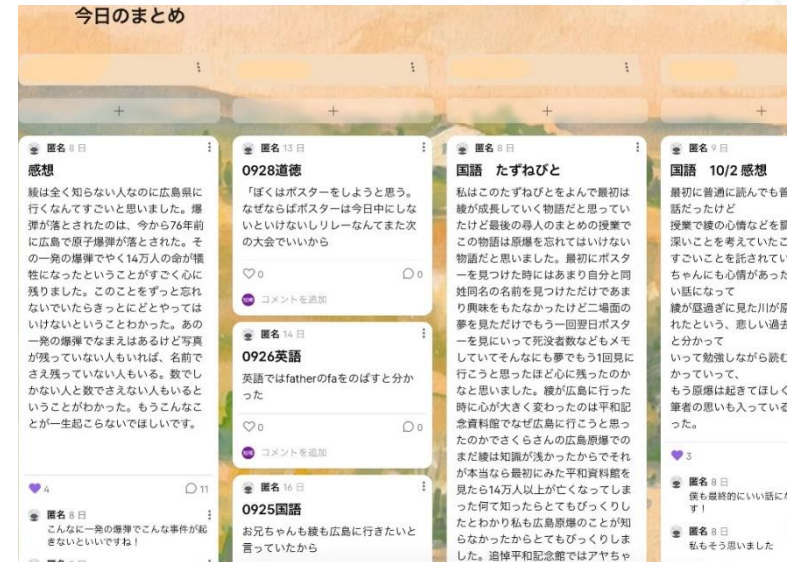 今日のまとめ
匿名 8日
感想
綾は全く知らない人なのに広島県に
行くなんてすごいと思いました。爆
弾が落とされたのは、今から76年前
に広島で原子爆弾が落とされた。そ
の一発の爆弾でやく14万人の命が犠
牲になったということがすごく心に
残りました。このことをずっと忘れ
ないでいたらきっとにどとやっては
いけないということわかった。あの
一発の爆弾でなまえはあるけど写真
が残っていない人もいれば、名前で
さえ残っていない人もいる。数でし
かない人と数でさえない人もいると
いうことがわかった。もうこんなこ
とが一生起こらないでほしいです。
4
11
匿名 8日
こんなに一発の爆弾でこんな事件が起
きないといいですね!
匿名 13日
0928道徳
「ぼくはポスターをしようと思う。
なぜならばポスターは今日中にしな
いといけないしリレーなんてまた次
の大会でいいから
0
0
コメントを追加
匿名 14日
0926英語
英語ではfatherのfaをのばすと分か
った
0
0
コメントを追加
匿名 16日
0925国語
お兄ちゃんも綾も広島に行きたいと
言っていたから
匿名 8日
国語 たずねびと
私はこのたずねびとをよんで最初は
綾が成長していく物語だと思ってい
たけど最後の尋人のまとめの授業で
この物語は原爆を忘れてはいけない
物語だと思いました。最初にポスタ
ーを見つけた時にはあまり自分と同
姓同名の名前を見つけただけであま
り興味をもたなかったけど二場面の
夢を見ただけでもう一回翌日ポスタ
ーを見にいって死没者数などもメモ
していてそんなにも夢でもう1回見に
行こうと思ったほど心に残ったのか
なと思いました。綾が広島に行った
時に心が大きく変わったのは平和記
念資料館でなぜ広島に行こうと思っ
たのかでさくらさんの広島原爆での
まだ綾は知識が浅かったからでそれ
が本当なら最初にみた平和資料館を
見たら14万人以上が亡くなってしま
った何て知ったらとてもびっくりし
たとわかり私も広島原爆のことが知
らなかったからとてもびっくりしま
した。追悼平和記念館ではアヤちゃ
匿名 9日
国語 10/2 感想
最初に普通に読んでも普
話だったけど
授業で綾の心情などを調
深いことを考えていたこ
すごいことを託されてい
ちゃんにも心情があった
い話になって
綾が昼過ぎに見た川が原
れたという、悲しい過去
と分かって
いって勉強しながら読む
かっていって、
もう原爆は起きてほしく
筆者の思いも入っている
った。
3
匿名 8日
僕も最終的にいい話にな
す!
匿名 8日
私もそう思いました